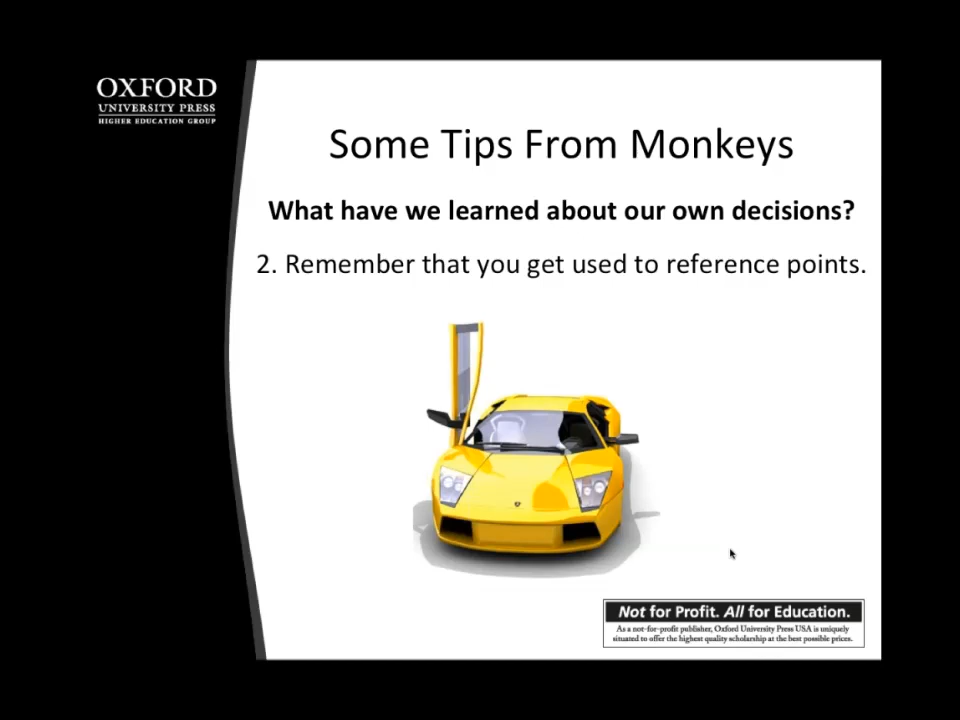 OXFORD
UNIVERSITY PRESS
HIGHER EDUCATION GROUP
Some Tips From Monkeys
What have we learned about our own decisions?
2. Remember that you get used to reference points.
Not for Profit. All for Education.
As a not-for-profit publisher, Oxford University Press USA is uniquely
situated to offer the highest quality scholarship at the best possible prices.